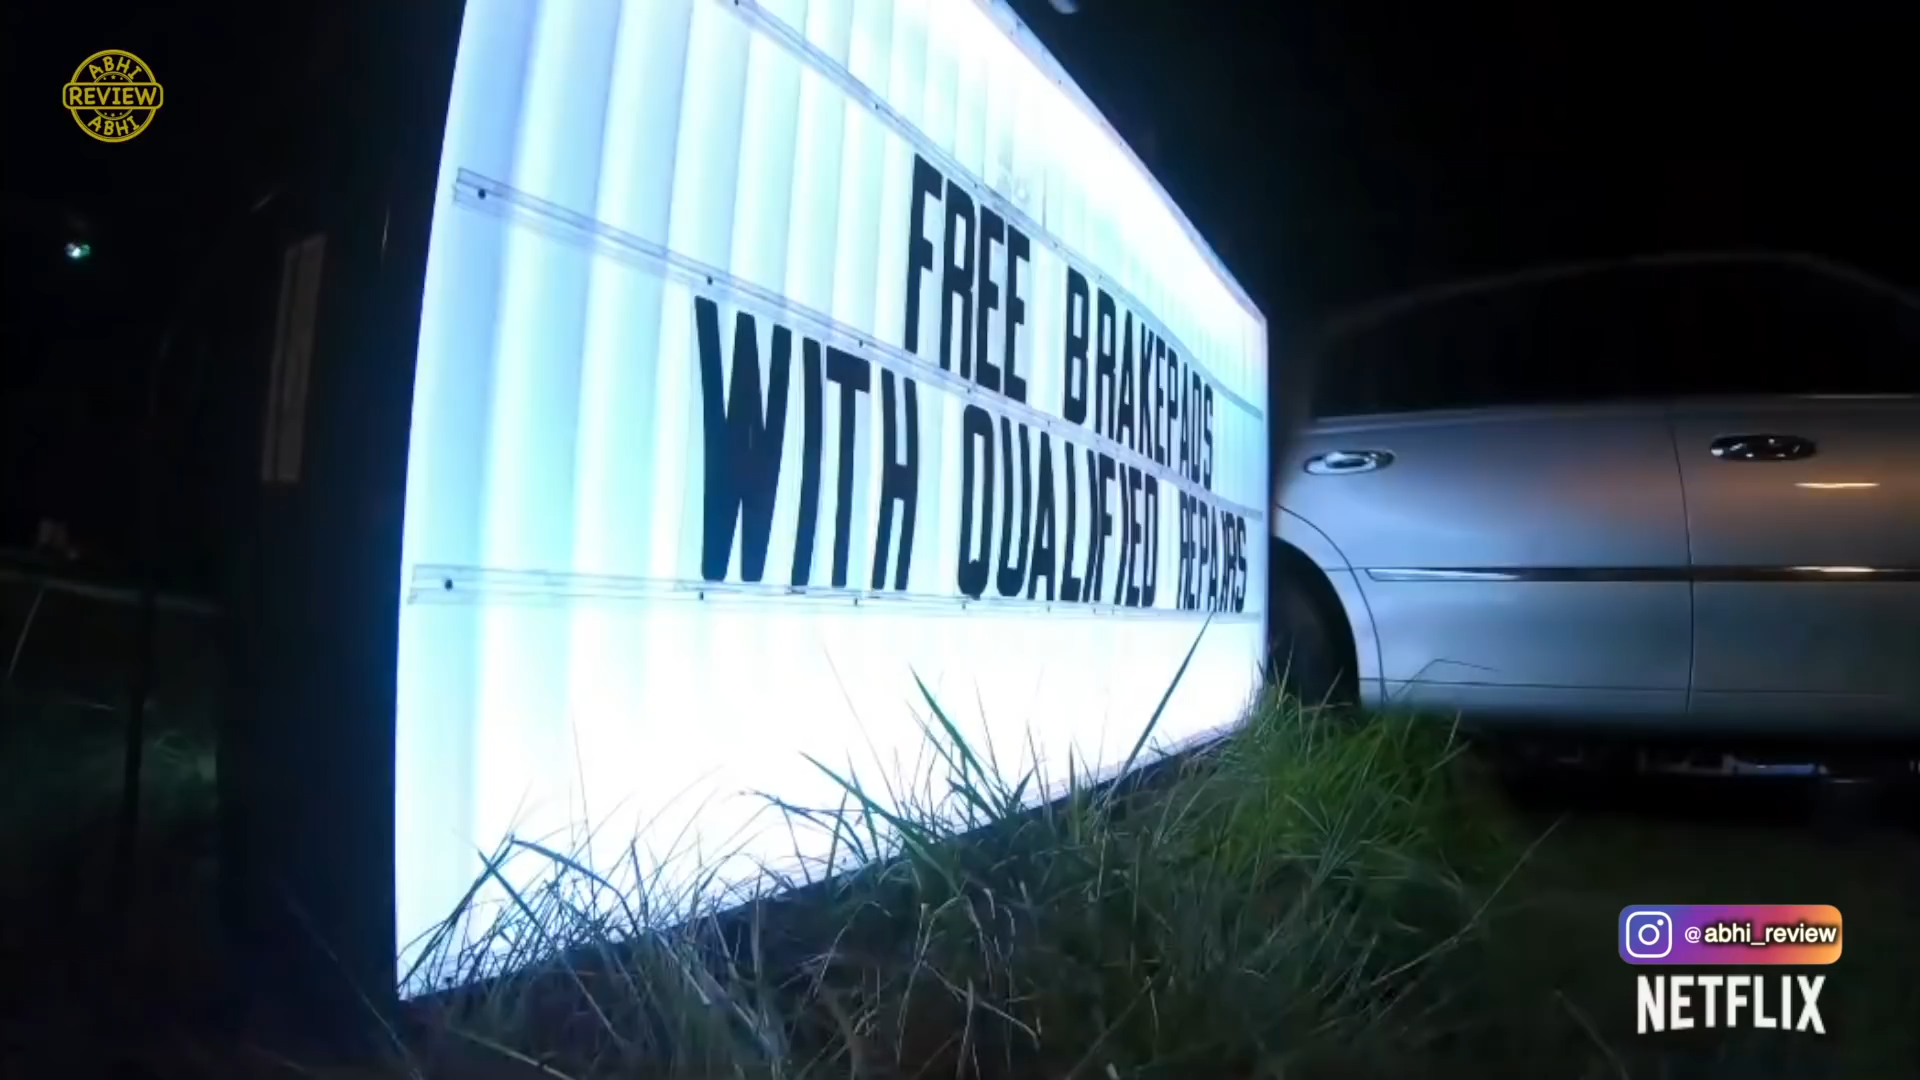 ABHI
REVIEW
ABHI
FREE BRAKEPADS
WITH QUALIFIED REPAIRS
@abhi_review
NETFLIX